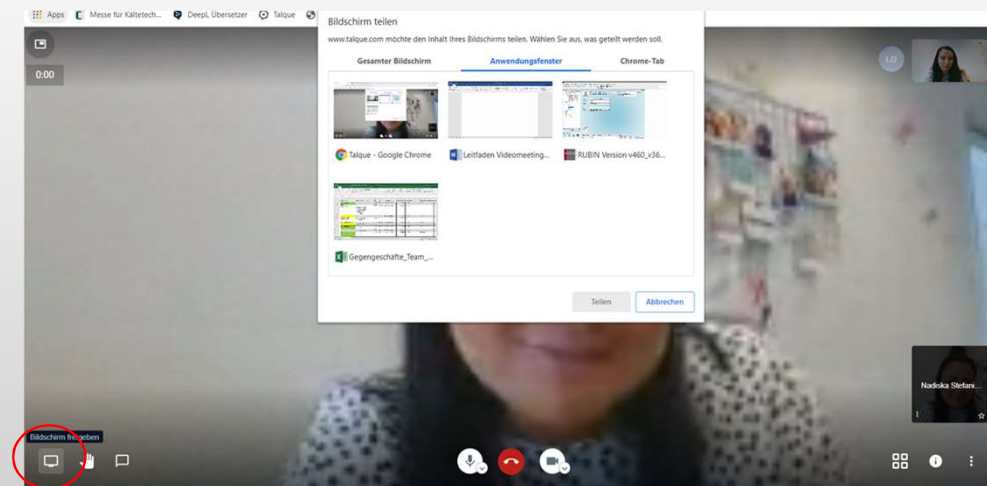 Apps Messe für Kältetech... DeepL Übersetzer Talque
Bildschirm teilen
www.talque.com möchte den Inhalt Ihres Bildschirms teilen. Wählen Sie aus, was geteilt werden soll.
Gesamter Bildschirm Anwendungsfenster Chrome-Tab
0:00
LD
Talque - Google Chrome Leitfaden Videomeeting... RUBIN Version v460_v36...
Gegengeschäfte_Team_...
Teilen Abbrechen
Nadiska Stefani...
Bildschirm freigeben